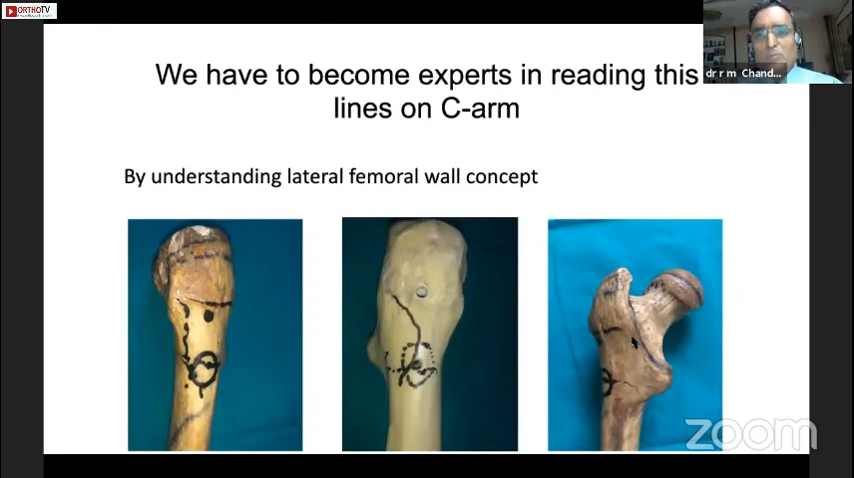 ORTHOTV
dr r m Chand...
We have to become experts in reading this
lines on C-arm
By understanding lateral femoral wall concept
zoom